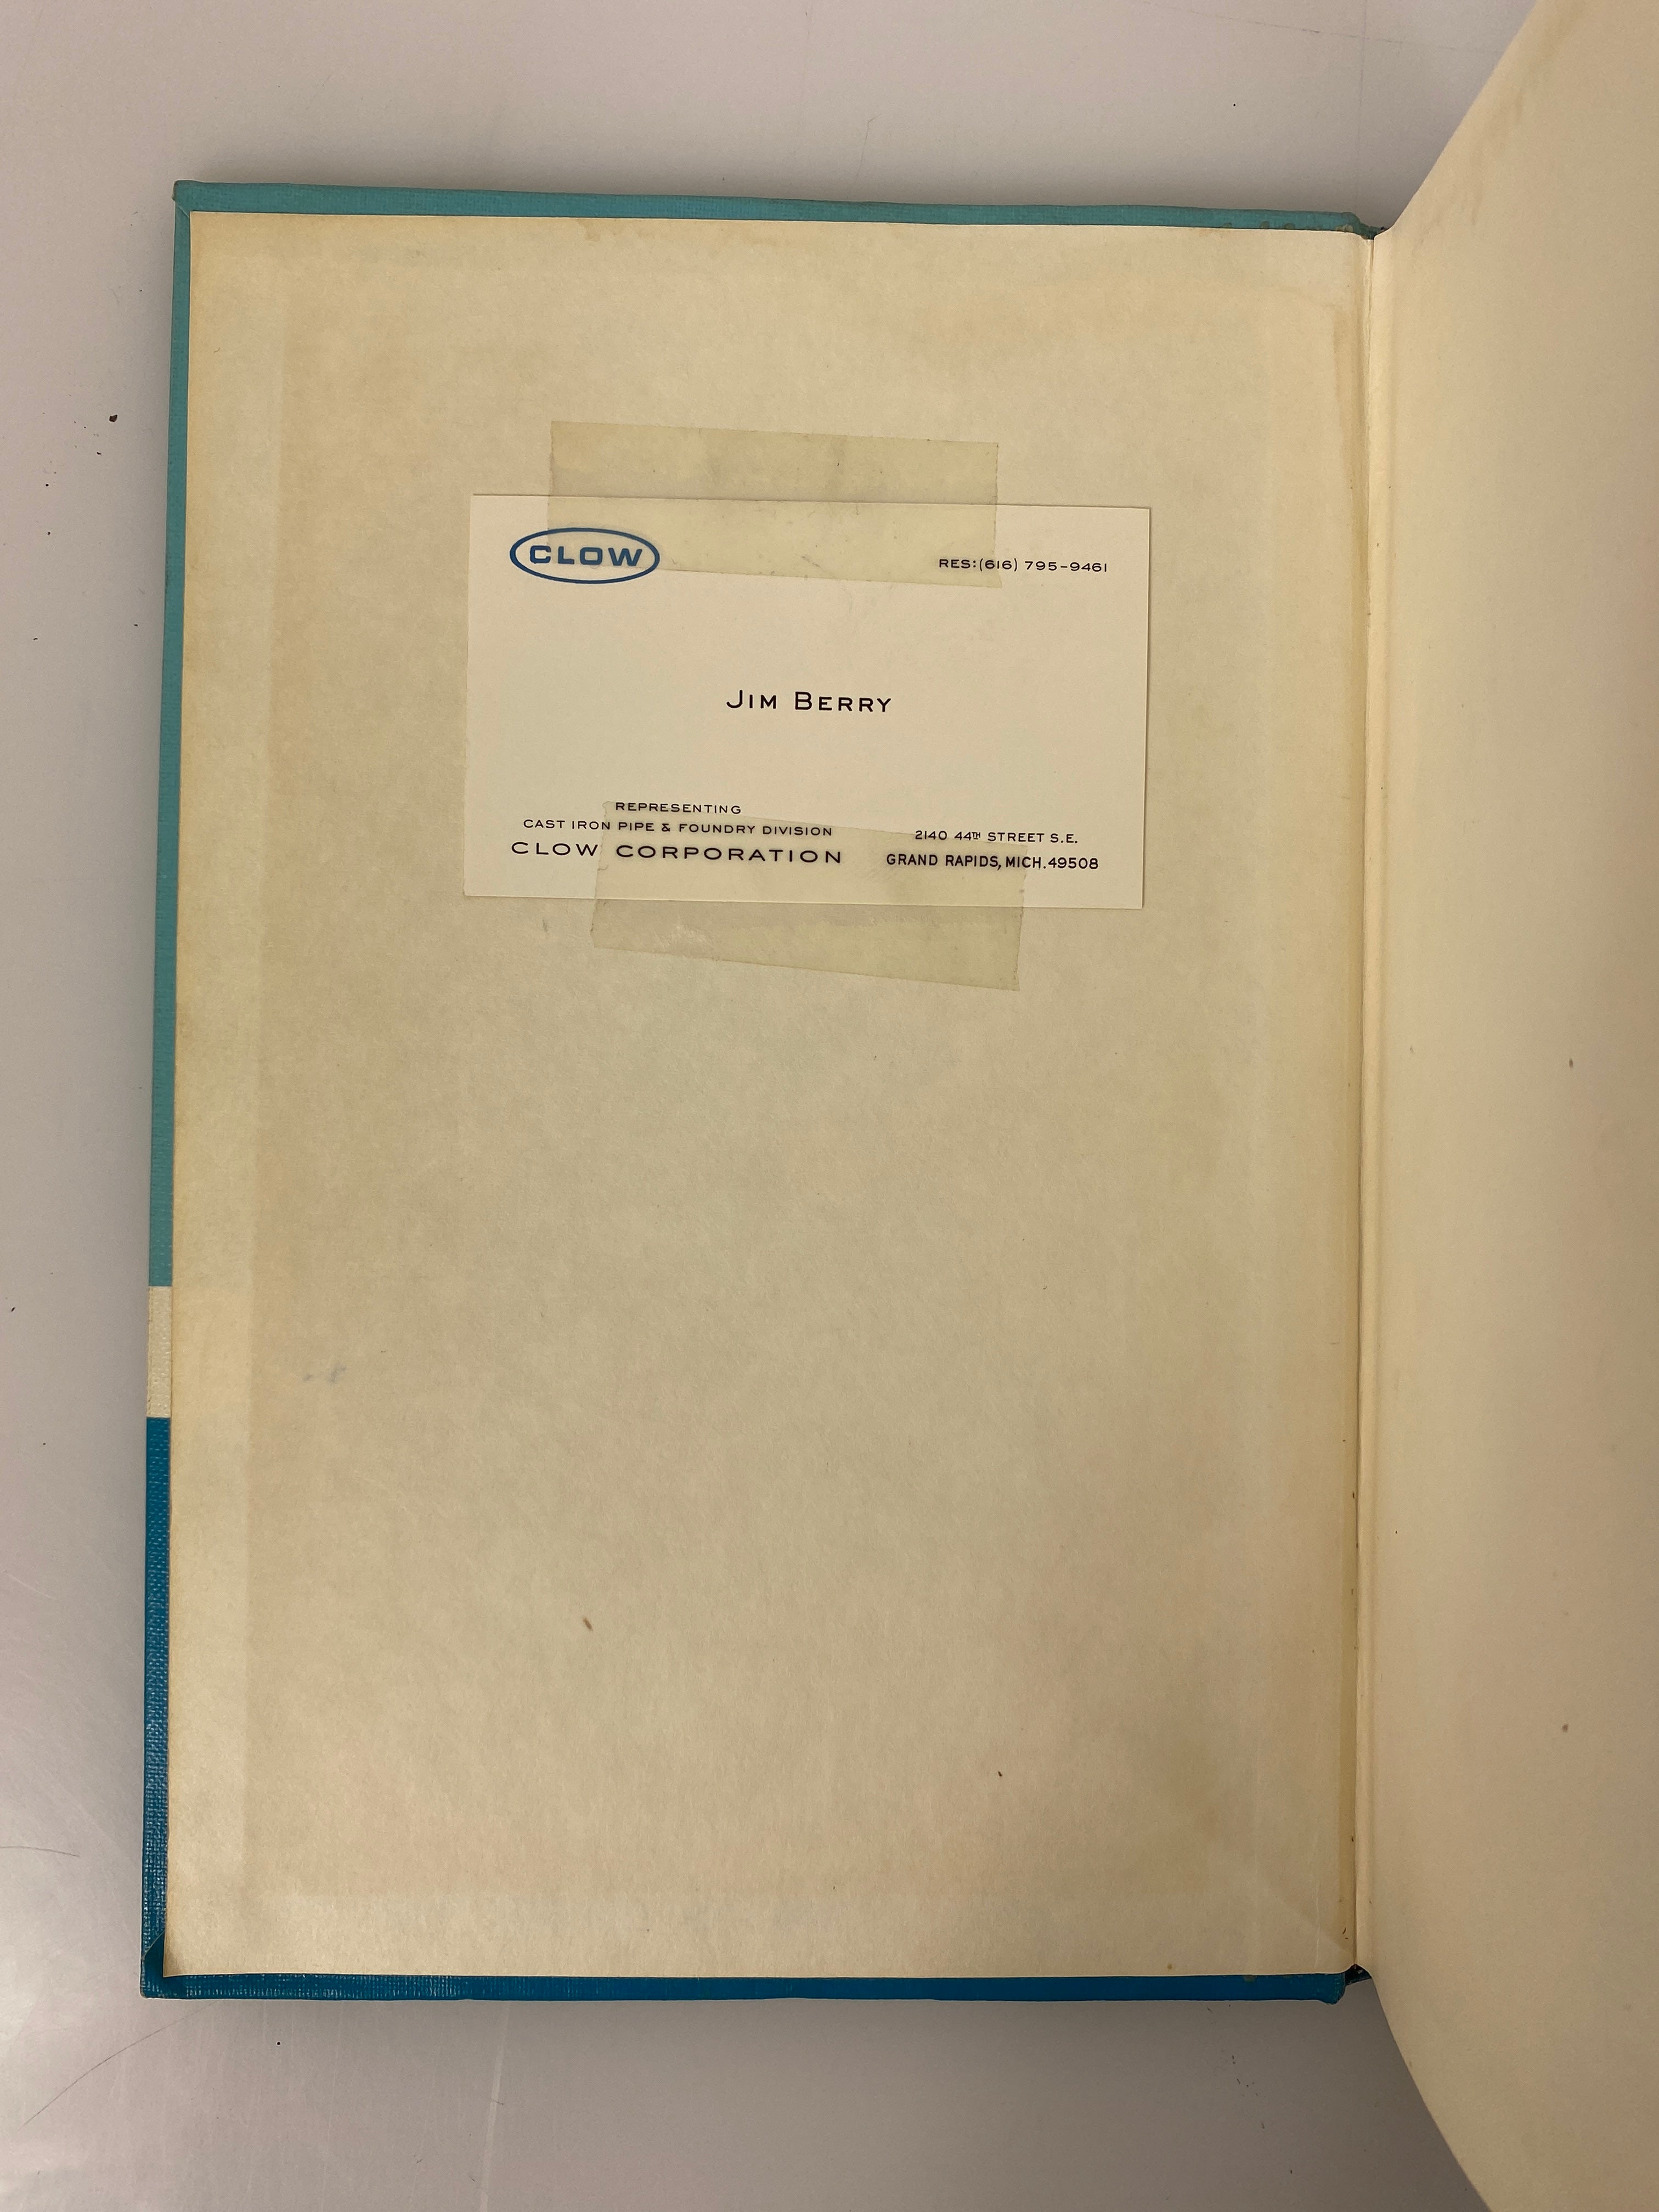 CLOW
RES:(616) 795-9461
JIM BERRY
REPRESENTING
CAST IRON PIPE & FOUNDRY DIVISION
CLOW CORPORATION
2140 44TH STREET S.E.
GRAND RAPIDS, MICH. 49508